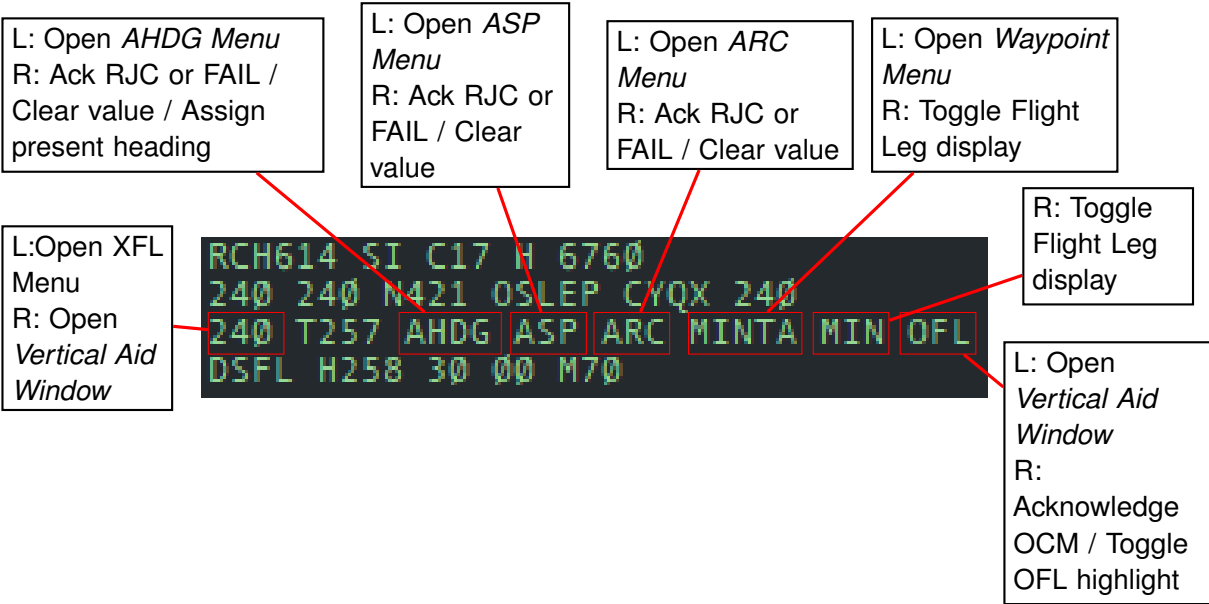 L: Open AHDG Menu
R: Ack RJC or FAIL /
Clear value / Assign
present heading
L: Open ASP
Menu
R: Ack RJC or
FAIL / Clear
value
L: Open ARC
Menu
R: Ack RJC or
FAIL / Clear value
L: Open Waypoint
Menu
R: Toggle Flight
Leg display
R: Toggle
Flight Leg
display
L:Open XFL
Menu
R: Open
Vertical Aid
Window
RCH614 SI C17 H 676Ø
24Ø 24Ø N421 OSLEP CYQX 24Ø
24Ø T257 AHDG ASP ARC MINTA MIN OFL
DSFL H258 3Ø ØØ M7Ø
L: Open
Vertical Aid
Window
R:
Acknowledge
OCM / Toggle
OFL highlight